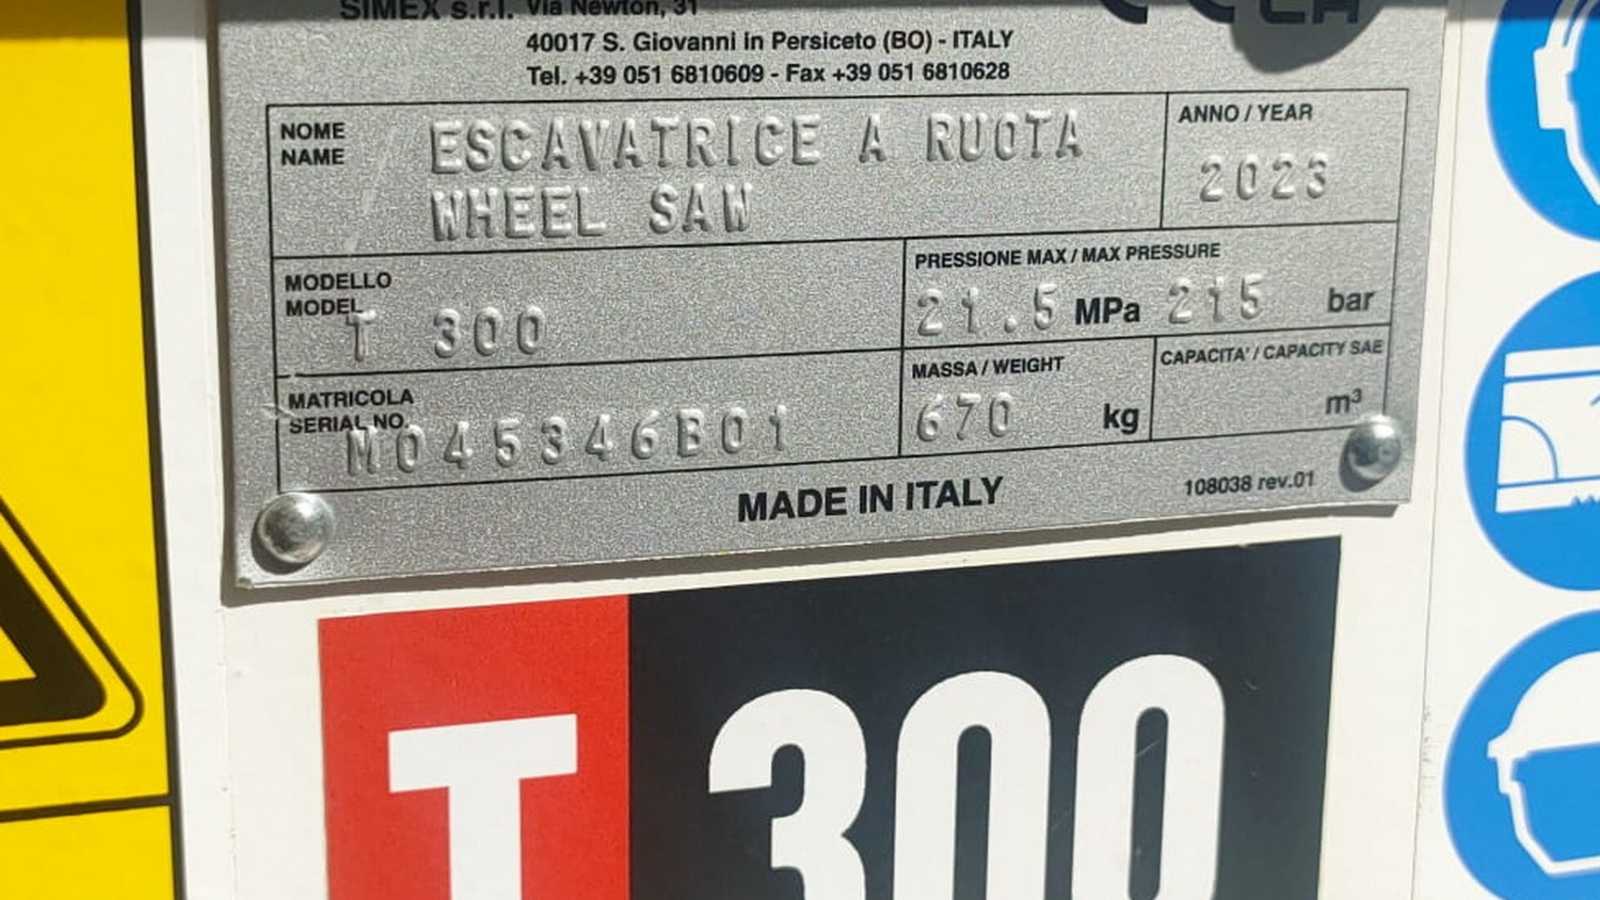 SIMEX s.r.l. Via Newton, 31
40017 S. Giovanni in Persiceto (BO) - ITALY
Tel. +39 051 6810609 - Fax +39 051 6810628
NOME
NAME
ESCAVATRICE A RUOTA
WHEEL SAW
ANNO / YEAR
2023
MODELLO
MODEL
T 300
PRESSIONE MAX / MAX PRESSURE
21.5 MPa 215 bar
MATRICOLA
SERIAL NO.
M045346B01
MASSA / WEIGHT
670 kg
CAPACITA' / CAPACITY SAE
m³
MADE IN ITALY
108038 rev.01
T 300